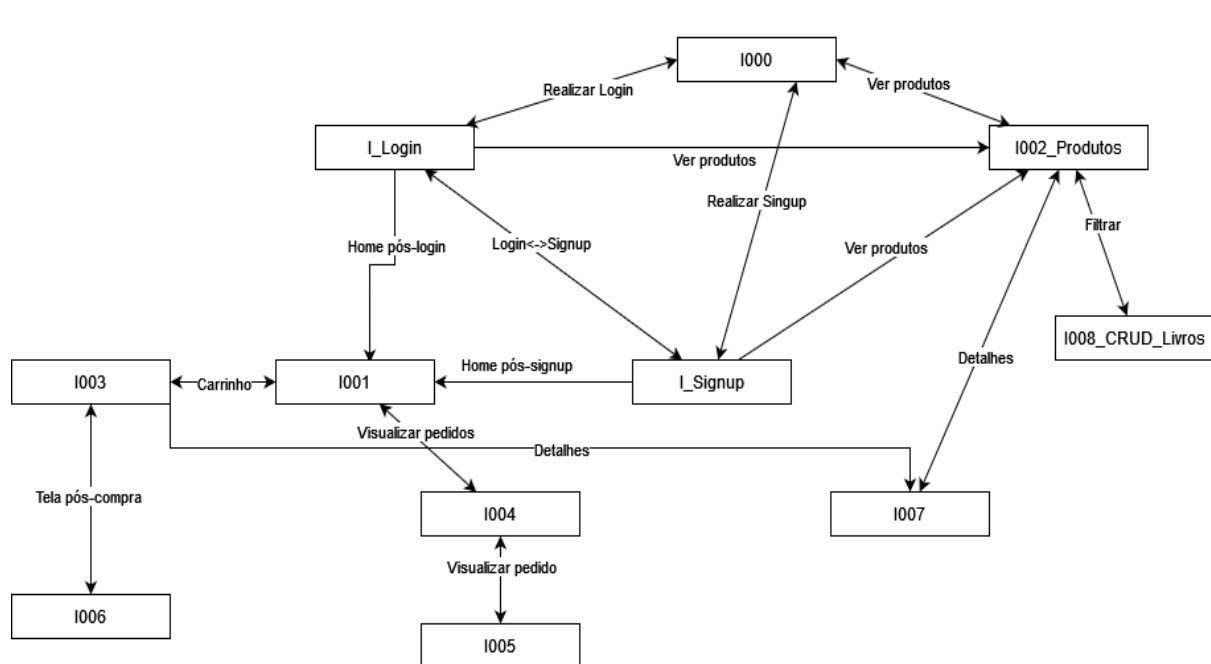 I000
Realizar Login
Ver produtos
I_Login
I002_Produtos
Ver produtos
Realizar Singup
Home pós-login
Login<->Signup
Ver produtos
Filtrar
I008_CRUD_Livros
Detalhes
Home pós-signup
I003
Carrinho
I001
I_Signup
Visualizar pedidos
Detalhes
Tela pós-compra
I004
I007
Visualizar pedido
I006
I005